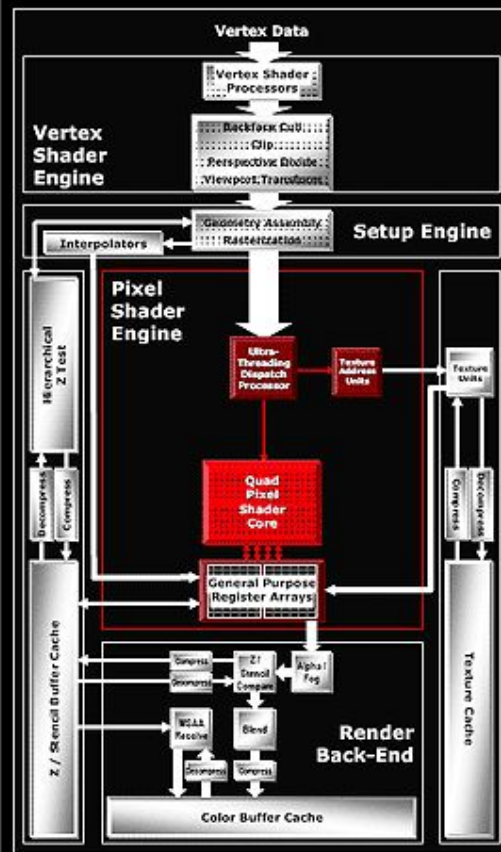 Vertex Data
Vertex Shader
Processors
Vertex
Shader
Engine
Backface Cull
Clip
Perspective Divide
Viewport Transform
Geometry Assembly
Rasterization
Setup Engine
Interpolators
Pixel
Shader
Engine
Hierarchical
Z Test
Ultra-
Threading
Dispatch
Processor
Texture
Address
Units
Texture
Units
Quad
Pixel
Shader
Core
Decompress
Compress
Compress
Decompress
General Purpose
Register Arrays
Z / Stencil Buffer Cache
Texture Cache
Compress
Decompress
Z /
Stencil
Compare
Alpha /
Fog
MSAA
Resolve
Blend
Render
Back-End
Decompress
Compress
Color Buffer Cache